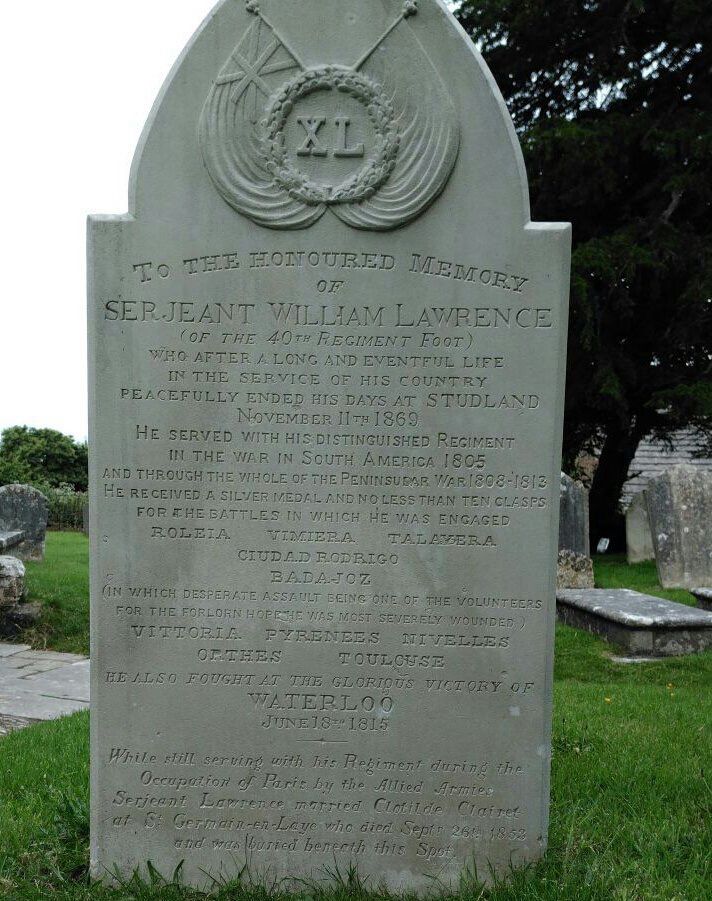 XL
TO THE HONOURED MEMORY
OF
SERJEANT WILLIAM LAWRENCE
(OF THE 40TH REGIMENT FOOT)
WHO AFTER A LONG AND EVENTFUL LIFE
IN THE SERVICE OF HIS COUNTRY
PEACEFULLY ENDED HIS DAYS AT STUDLAND
NOVEMBER 11TH 1869
HE SERVED WITH HIS DISTINGUISHED REGIMENT
IN THE WAR IN SOUTH AMERICA 1805
AND THROUGH THE WHOLE OF THE PENINSULAR WAR 1808-1813
HE RECEIVED A SILVER MEDAL AND NO LESS THAN TEN CLASPS
FOR THE BATTLES IN WHICH HE WAS ENGAGED
ROLEIA VIMIERA TALAVERA
CIUDAD RODRIGO
BADAJOZ
(IN WHICH DESPERATE ASSAULT BEING ONE OF THE VOLUNTEERS
FOR THE FORLORN HOPE HE WAS MOST SEVERELY WOUNDED)
VITTORIA PYRENEES NIVELLES
ORTHES TOULOUSE
HE ALSO FOUGHT AT THE GLORIOUS VICTORY OF
WATERLOO
JUNE 18TH 1815
While still serving with his Regiment during the
Occupation of Paris by the Allied Armies
Serjeant Lawrence married Clotilde Clairet
at St Germain-en-Laye who died Septr 26th 1853
and was buried beneath this Spot